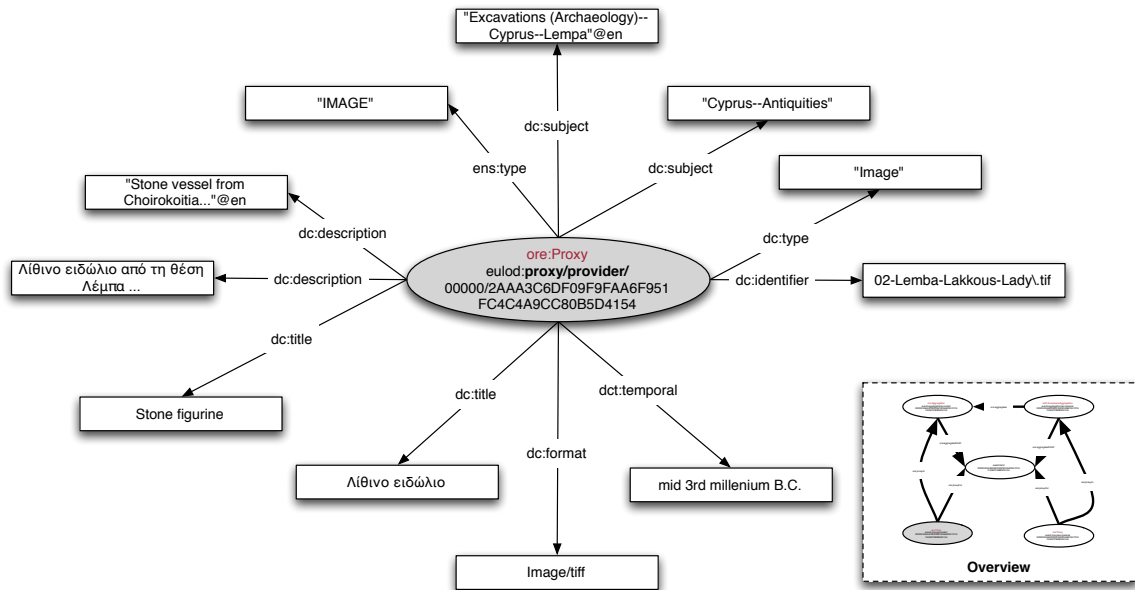 "Excavations (Archaeology)--
Cyprus--Lempa"@en
"IMAGE"
"Cyprus--Antiquities"
dc:subject
ens:type
dc:subject
"Image"
"Stone vessel from
Choirokoitia..."@en
dc:description
dc:type
ore:Proxy
eulod:proxy/provider/
00000/2AAA3C6DF09F9FAA6F951
FC4C4A9CC80B5D4154
Λίθινο ειδώλιο από τη θέση
Λέμπα ...
dc:description
dc:identifier
02-Lemba-Lakkous-Lady\.tif
dc:title
dc:title
dct:temporal
Stone figurine
dc:format
Λίθινο ειδώλιο
mid 3rd millenium B.C.
Image/tiff
Overview